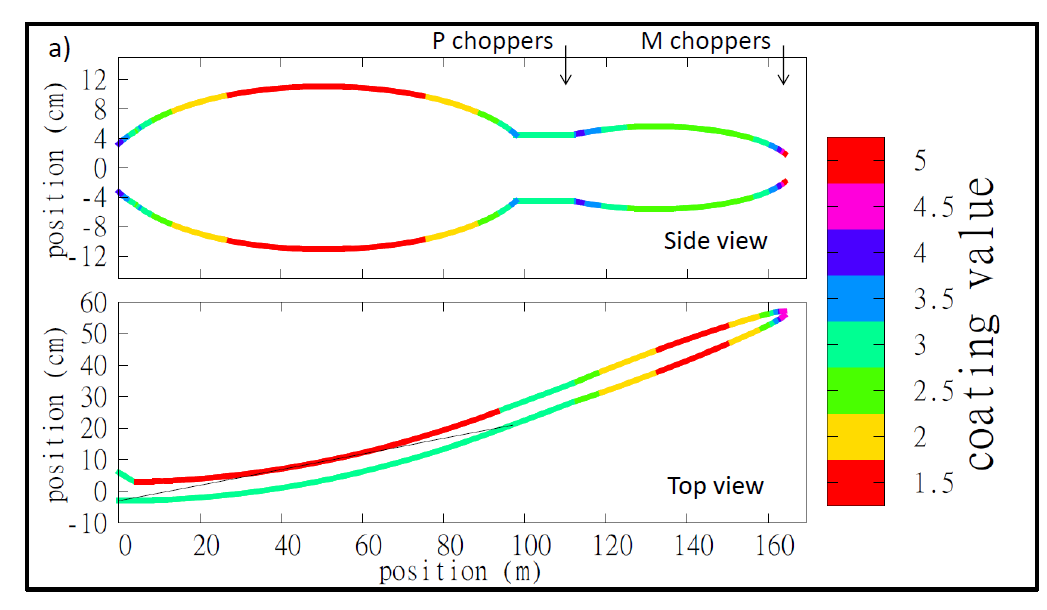 a)
P choppers
M choppers
position (cm)
12
8
4
0
-4
-8
-12
Side view
position (cm)
60
50
40
30
20
10
0
-10
Top view
0 20 40 60 80 100 120 140 160
position (m)
5
4.5
4
3.5
3
2.5
2
1.5
coating value